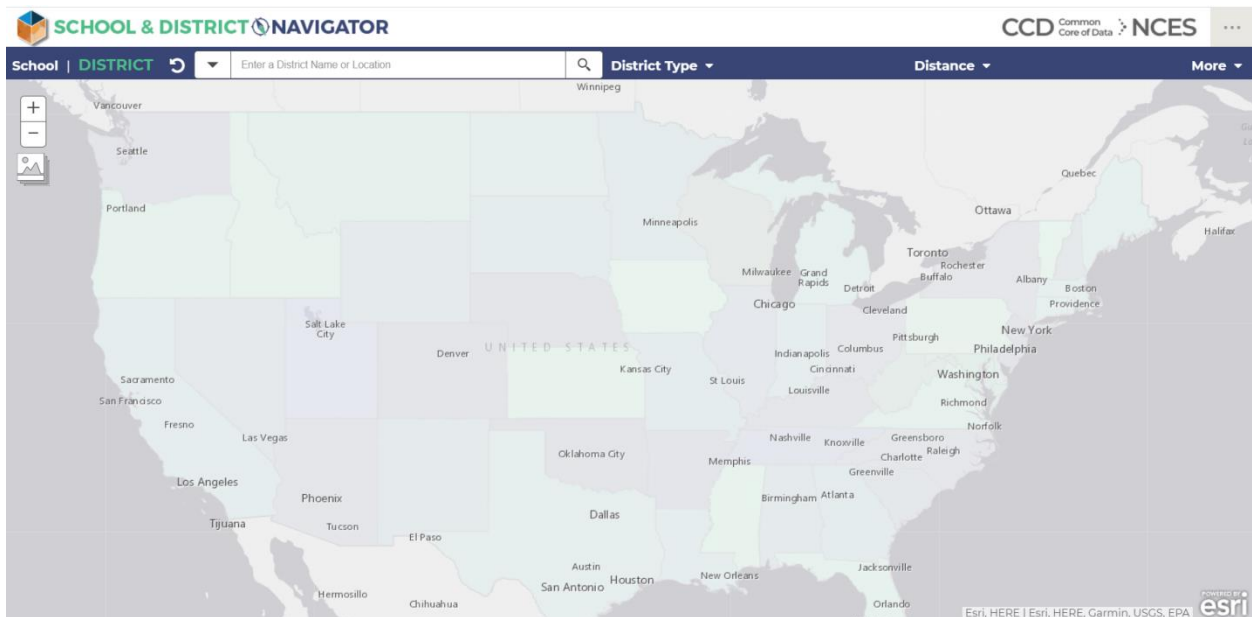 SCHOOL & DISTRICT NAVIGATOR
CCD Common Core of Data NCES
School | DISTRICT
Enter a District Name or Location
District Type
Distance
More
Winnipeg
Vancouver
Seattle
Quebec
Portland
Ottawa
Minneapolis
Halifax
Toronto
Rochester
Milwaukee
Grand
Rapids
Buffalo
Albany
Detroit
Boston
Chicago
Cleveland
Providence
Salt Lake
City
New York
Pittsburgh
Denver
UNITED STATES
Indianapolis
Columbus
Philadelphia
Kansas City
Cincinnati
Sacramento
St Louis
Washington
Louisville
San Francisco
Richmond
Fresno
Norfolk
Las Vegas
Nashville
Knoxville
Greensboro
Oklahoma City
Memphis
Charlotte
Raleigh
Greenville
Los Angeles
Phoenix
Birmingham
Atlanta
Dallas
Tijuana
Tucson
El Paso
Austin
Jacksonville
San Antonio
Houston
New Orleans
Hermosillo
Chihuahua
Orlando
Esri, HERE | Esri, HERE, Garmin, USGS, EPA
POWERED BY
esri